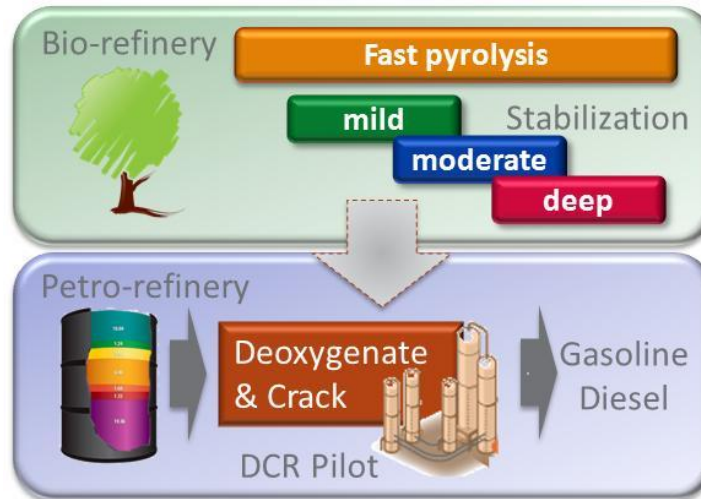 Bio-refinery
Fast pyrolysis
mild
Stabilization
moderate
deep
Petro-refinery
Deoxygenate
& Crack
Gasoline
Diesel
DCR Pilot